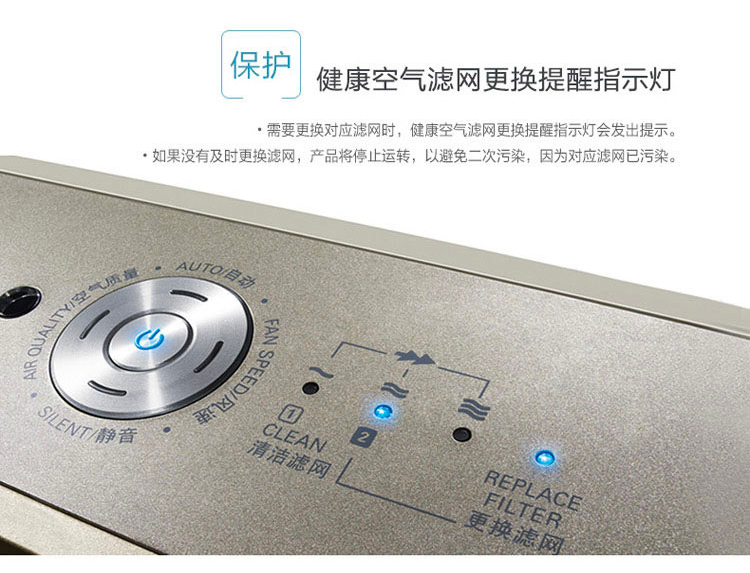 保护
健康空气滤网更换提醒指示灯
·需要更换对应滤网时，健康空气滤网更换提醒指示灯会发出提示。
·如果没有及时更换滤网，产品将停止运转，以避免二次污染，因为对应滤网已污染。
AIR QUALITY/空气质量
AUTO/自动
FAN SPEED/风速
SILENT/静音
1
CLEAN
清洁滤网
2
REPLACE
FILTER
更换滤网